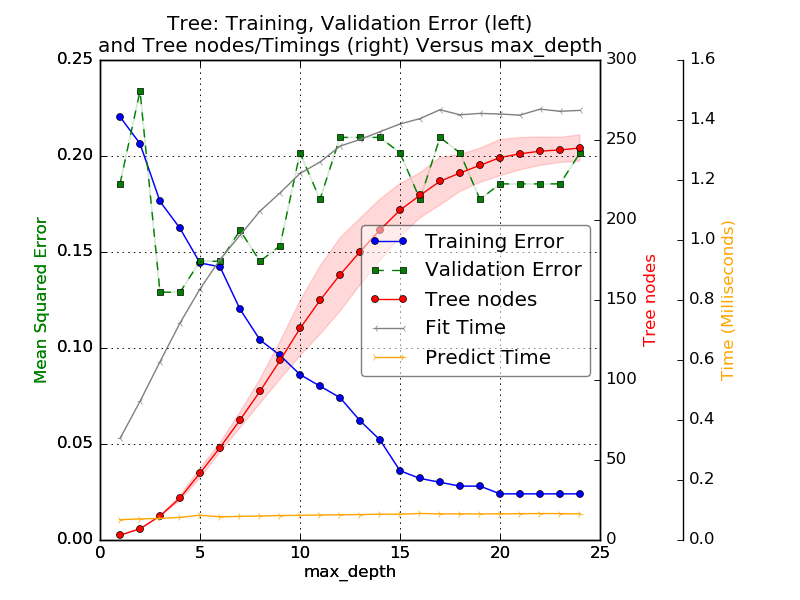 Tree: Training, Validation Error (left)
and Tree nodes/Timings (right) Versus max_depth
0.25
0.20
0.15
0.10
0.05
0.00
Mean Squared Error
0
5
10
15
20
25
max_depth
Training Error
Validation Error
Tree nodes
Fit Time
Predict Time
300
250
200
150
100
50
0
Tree nodes
1.6
1.4
1.2
1.0
0.8
0.6
0.4
0.2
0.0
Time (Milliseconds)